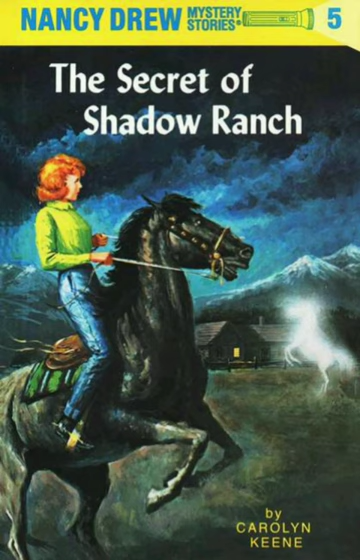 NANCY DREW MYSTERY STORIES® 5
The Secret of
Shadow Ranch
by
CAROLYN
KEENE